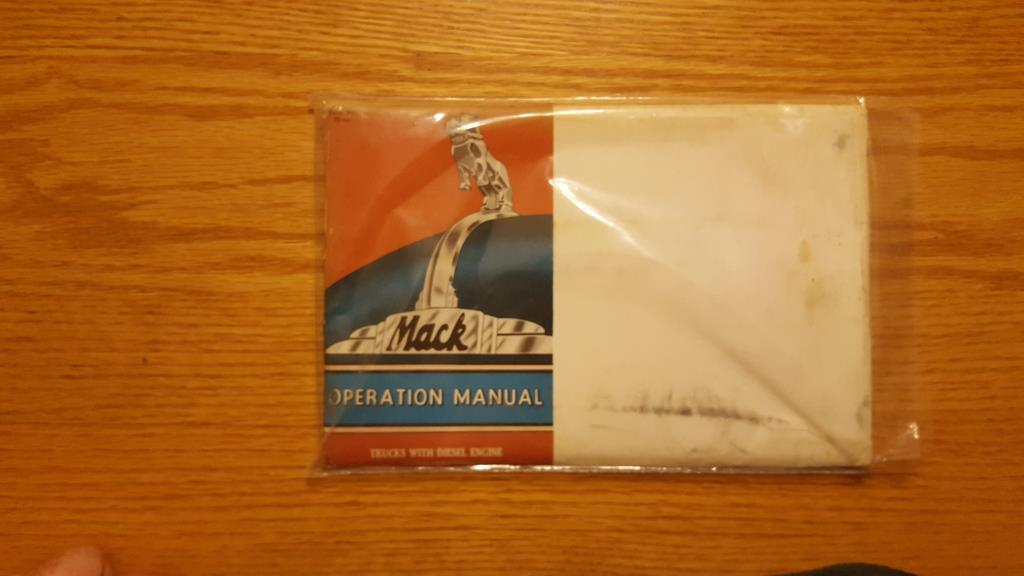 Mack
OPERATION MANUAL
TRUCKS WITH DIESEL ENGINE